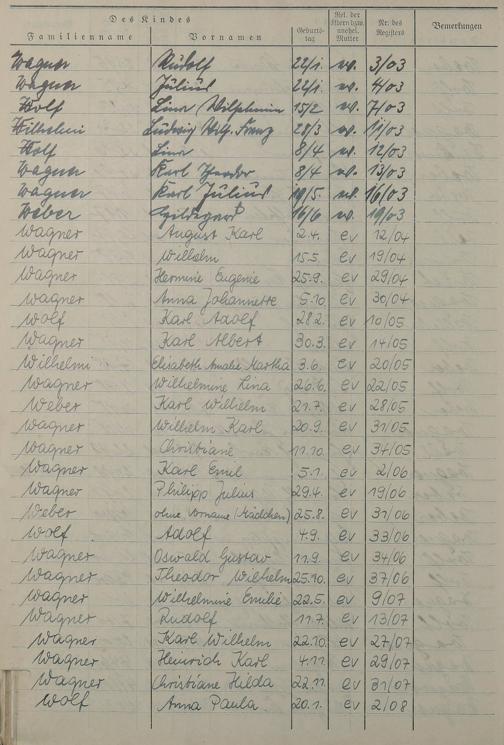 Des Kindes
Familienname Vornamen Geburtstag Rel. der Eltern bzw. unehel. Mutter Nr. des Registers Bemerkungen
Wagner Rudolf 22/1. ev. 3/03
Wagner Julius 22/1. ev. 4/03
Wolf Lina Wilhelmin 15/2 ev. 7/03
Wilhelmi Ludwig Wilh. Franz 28/3 ev. 11/03
Wolf Lina 8/4 ev. 12/03
Wagner Karl Theodor 8/4 ev. 13/03
Wagner Karl Julius 19/5. ev. 16/03
Weber Hildegard 16/6 ev. 19/03
Wagner August Karl 2.4. ev 12/04
Wagner Wilhelm 15.5 ev 19/04
Wagner Hermine Eugenie 25.9. ev 29/04
Wagner Anna Johannette 5.10 ev 30/04
Wolf Karl Adolf 28.2. ev 10/05
Wagner Karl Albert 30.3. ev 14/05
Wilhelmi Elisabeth Amalie Martha 3.6. ev 20/05
Wagner Wilhelmine Lina 26.6. ev 22/05
Weber Karl Wilhelm 21.7. ev 28/05
Wagner Wilhelm Karl 20.9. ev 31/05
Wagner Christiane 11.10. ev 34/05
Wagner Karl Emil 5.1. ev 2/06
Wagner Philipp Julius 29.4. ev 19/06
Weber ohne Vorname (Mädchen) 25.8. ev 31/06
Wolf Adolf 4.9. ev 33/06
Wagner Oswald Gustav 11.9. ev 34/06
Wagner Theodor Wilhelm 25.10. ev 37/06
Wagner Wilhelmine Emilie 22.5. ev 9/07
Wagner Rudolf 11.7. ev 13/07
Wagner Karl Wilhelm 22.10. ev 27/07
Wagner Heinrich Karl 4.11. ev 29/07
Wagner Christiane Hilda 22.11. ev 31/07
Wolf Anna Paula 20.1. ev 2/08